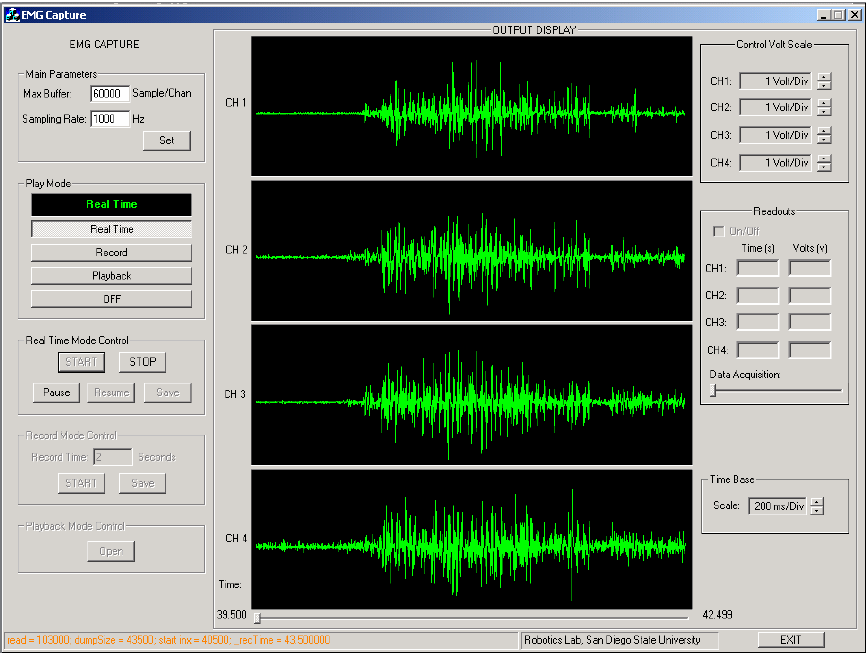 EMG Capture
EMG CAPTURE
Main Parameters
Max Buffer: 60000 Sample/Chan
Sampling Rate: 1000 Hz
Set
Play Mode
Real Time
Real Time
Record
Playback
OFF
Real Time Mode Control
START STOP
Pause Resume Save
Record Mode Control
Record Time: 2 Seconds
START Save
Playback Mode Control
Open
OUTPUT DISPLAY
CH 1
CH 2
CH 3
CH 4
Time:
39.500 42.499
Control Volt Scale
CH1: 1 Volt/Div
CH2: 1 Volt/Div
CH3: 1 Volt/Div
CH4: 1 Volt/Div
Readouts
On/Off
Time (s) Volts (v)
CH1:
CH2:
CH3:
CH4:
Data Acquisition:
Time Base
Scale: 200 ms/Div
read = 103000; dumpSize = 43500; start inx = 40500; _recTime = 43.500000
Robotics Lab, San Diego State University
EXIT